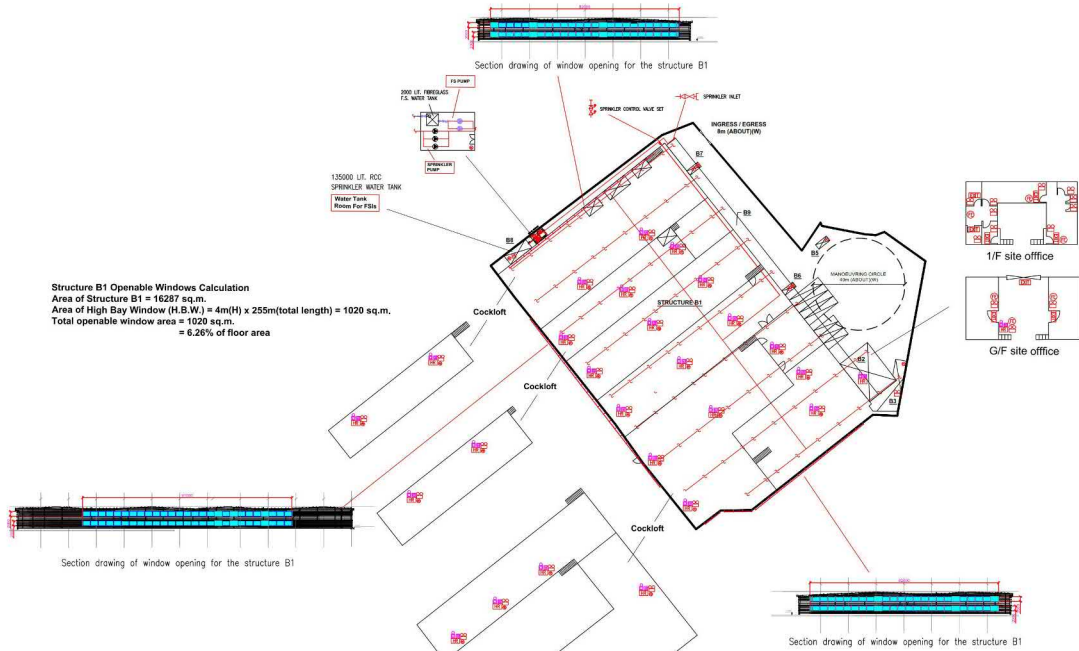 Section drawing of window opening for the structure B1
FS PUMP
2000 LIT. FIBREGLASS
F.S. WATER TANK
SPRINKLER
PUMP
SPRINKLER CONTROL VALVE SET
SPRINKLER INLET
INGRESS / EGRESS
8m (ABOUT)(W)
135000 LIT. RCC
SPRINKLER WATER TANK
Water Tank
Room For FSIs
B7
B8
B9
B5
B6
MANOEUVRING CIRCLE
STRUCTURE B1
B2
B3
1/F site offfice
G/F site offfice
Structure B1 Openable Windows Calculation
Area of Structure B1 = 16287 sq.m.
Area of High Bay Window (H.B.W.) = 4m(H) x 255m(total length) = 1020 sq.m.
Total openable window area = 1020 sq.m.
= 6.26% of floor area
Cockloft
Cockloft
Cockloft
Section drawing of window opening for the structure B1
Section drawing of window opening for the structure B1